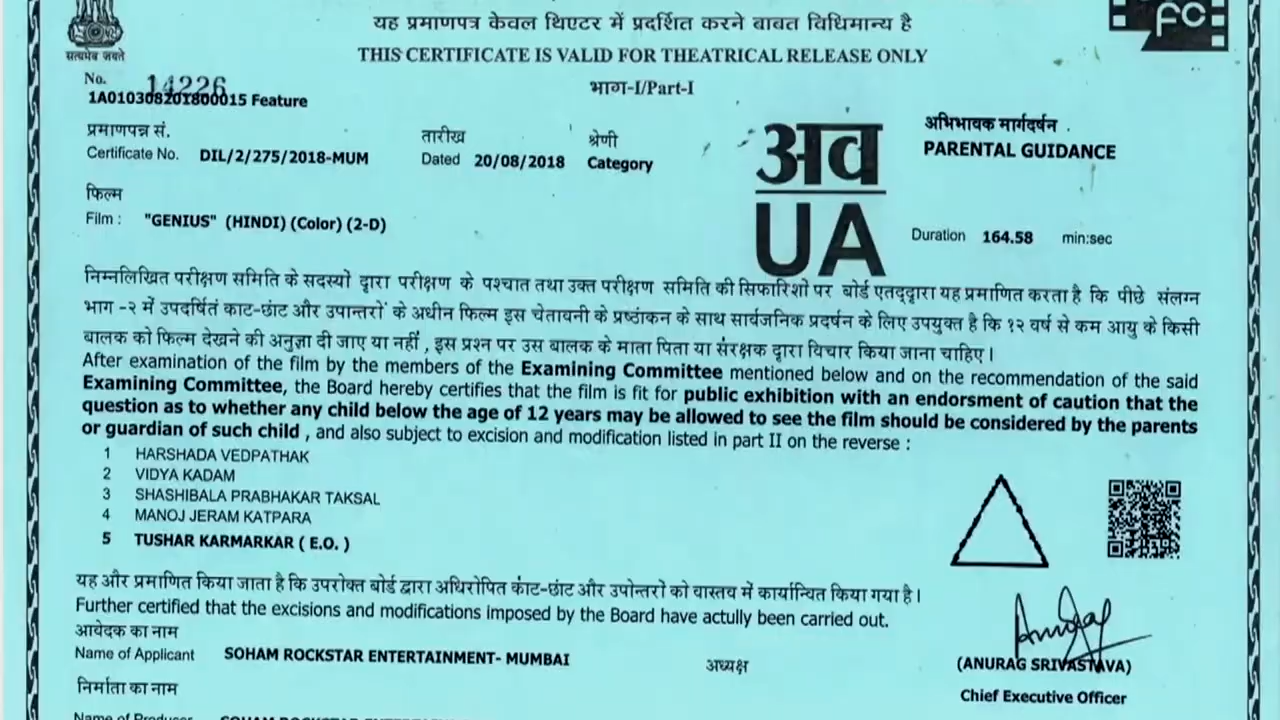 यह प्रमाणपत्र केवल थिएटर में प्रदर्शित करने बाबत विधिमान्य है
THIS CERTIFICATE IS VALID FOR THEATRICAL RELEASE ONLY
सत्यमेव जयते
FC
No. 14226
भाग-I/Part-I
1A010308201800015 Feature
प्रमाणपत्र सं. तारीख श्रेणी
Certificate No. DIL/2/275/2018-MUM Dated 20/08/2018 Category
अव
UA
अभिभावक मार्गदर्शन .
PARENTAL GUIDANCE
फिल्म
Film : "GENIUS" (HINDI) (Color) (2-D)
Duration 164.58 min:sec
निम्नलिखित परीक्षण समिति के सदस्यों द्वारा परीक्षण के पश्चात तथा उक्त परीक्षण समिति की सिफारिशों पर बोर्ड एतद्द्वारा यह प्रमाणित करता है कि पीछे संलग्न
भाग -२ में उपदर्षित काट-छांट और उपान्तरों के अधीन फिल्म इस चेतावनी के प्रष्ठांकन के साथ सार्वजनिक प्रदर्षन के लिए उपयुक्त है कि १२ वर्ष से कम आयु के किसी
बालक को फिल्म देखने की अनुज्ञा दी जाए या नहीं , इस प्रश्न पर उस बालक के माता पिता या संरक्षक द्वारा विचार किया जाना चाहिए ।
After examination of the film by the members of the Examining Committee mentioned below and on the recommendation of the said
Examining Committee, the Board hereby certifies that the film is fit for public exhibition with an endorsment of caution that the
question as to whether any child below the age of 12 years may be allowed to see the film should be considered by the parents
or guardian of such child , and also subject to excision and modification listed in part II on the reverse :
1 HARSHADA VEDPATHAK
2 VIDYA KADAM
3 SHASHIBALA PRABHAKAR TAKSAL
4 MANOJ JERAM KATPARA
5 TUSHAR KARMARKAR ( E.O. )
यह और प्रमाणित किया जाता है कि उपरोक्त बोर्ड द्वारा अधिरोपित कांट-छांट और उपोन्तरों को वास्तव में कार्यान्वित किया गया है ।
Further certified that the excisions and modifications imposed by the Board have actully been carried out.
आवेदक का नाम
Name of Applicant SOHAM ROCKSTAR ENTERTAINMENT- MUMBAI
अध्यक्ष
(ANURAG SRIVASTAVA)
Chief Executive Officer
निर्माता का नाम
Name of Producer SOHAM ROCKSTAR